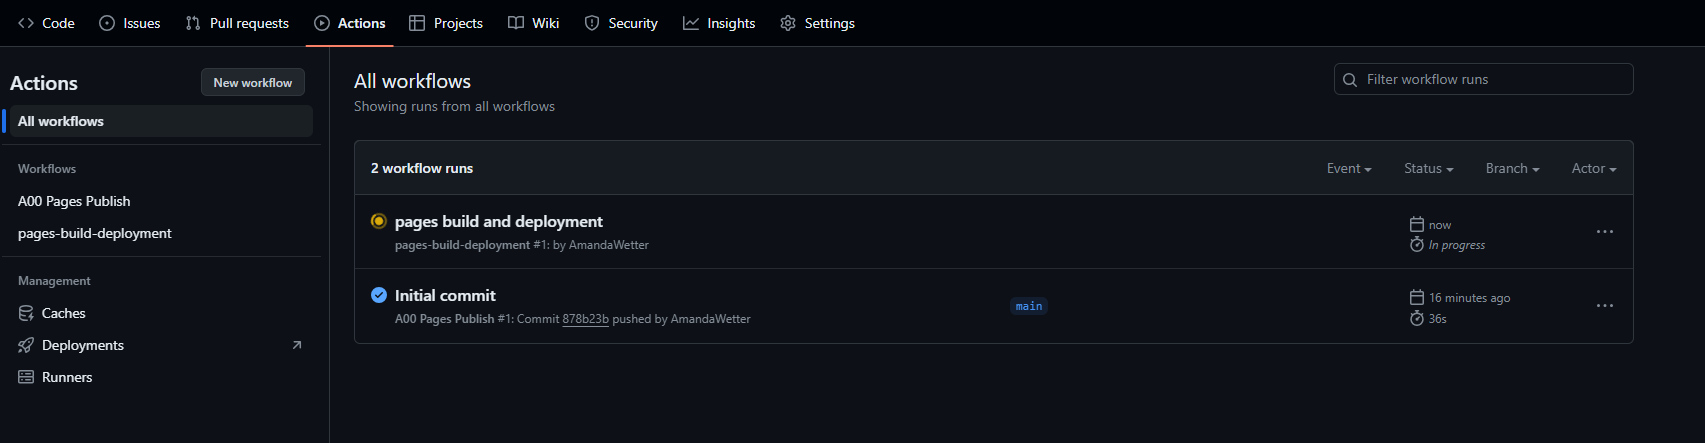 Code Issues Pull requests Actions Projects Wiki Security Insights Settings
Actions
New workflow
All workflows
Workflows
A00 Pages Publish
pages-build-deployment
Management
Caches
Deployments
Runners
All workflows
Showing runs from all workflows
Filter workflow runs
2 workflow runs
Event Status Branch Actor
pages build and deployment
pages-build-deployment #1: by AmandaWetter
now
In progress
Initial commit
A00 Pages Publish #1: Commit 878b23b pushed by AmandaWetter
main
16 minutes ago
36s